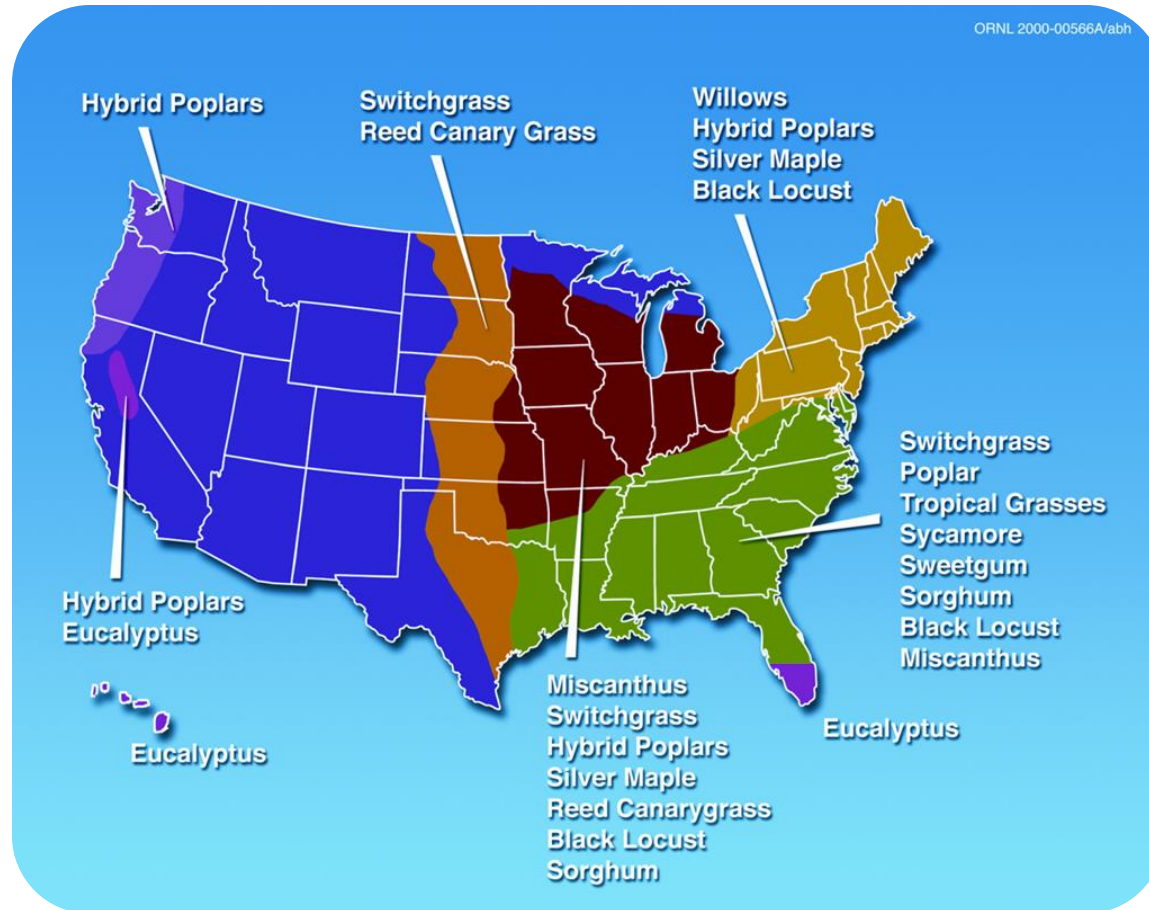 ORNL 2000-00566A/abh
Hybrid Poplars
Switchgrass
Reed Canary Grass
Willows
Hybrid Poplars
Silver Maple
Black Locust
Switchgrass
Poplar
Tropical Grasses
Sycamore
Sweetgum
Sorghum
Black Locust
Miscanthus
Hybrid Poplars
Eucalyptus
Eucalyptus
Miscanthus
Switchgrass
Hybrid Poplars
Silver Maple
Reed Canarygrass
Black Locust
Sorghum
Eucalyptus